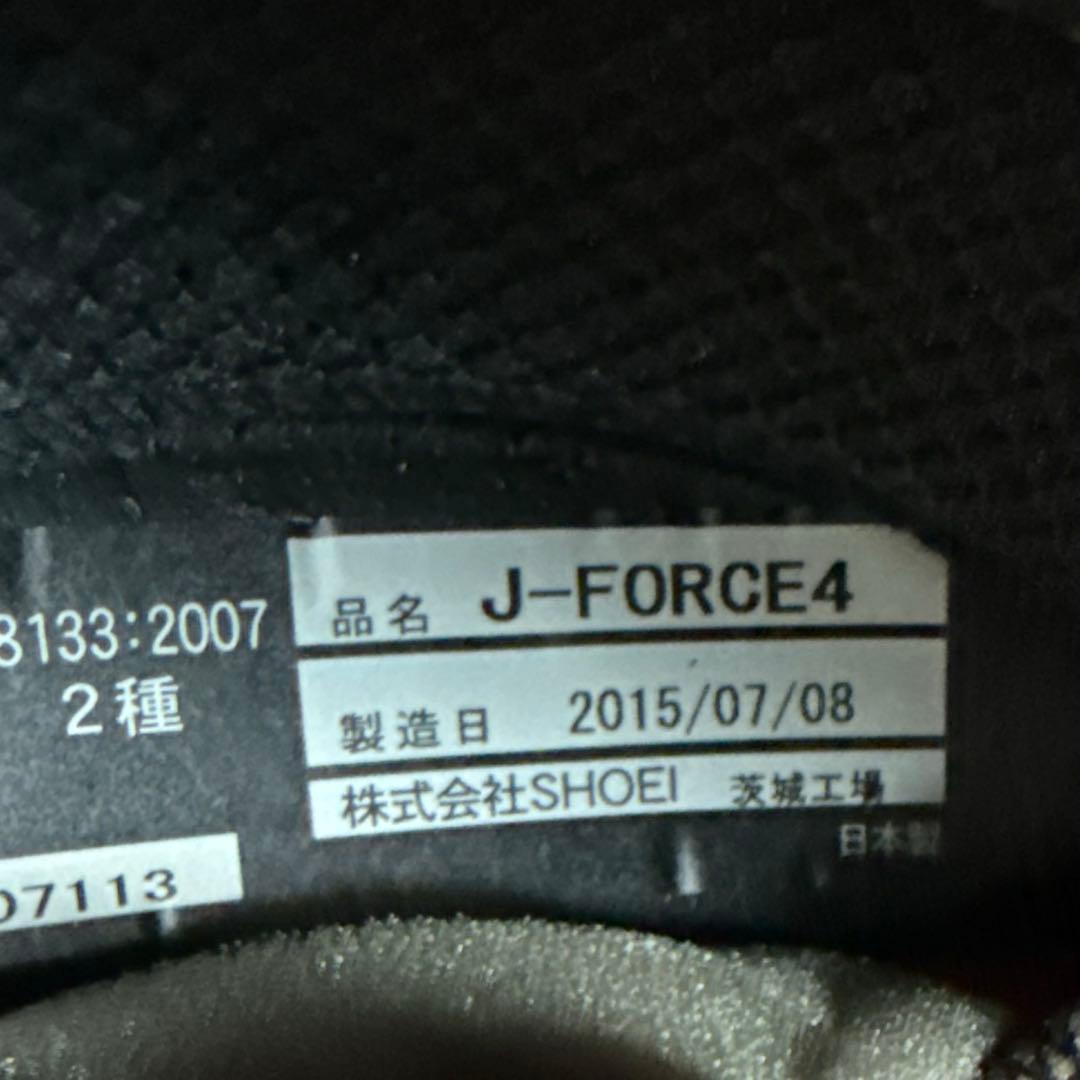 8133:2007
2種
07113
品名 J-FORCE4
製造日 2015/07/08
株式会社SHOEI 茨城工場
日本製